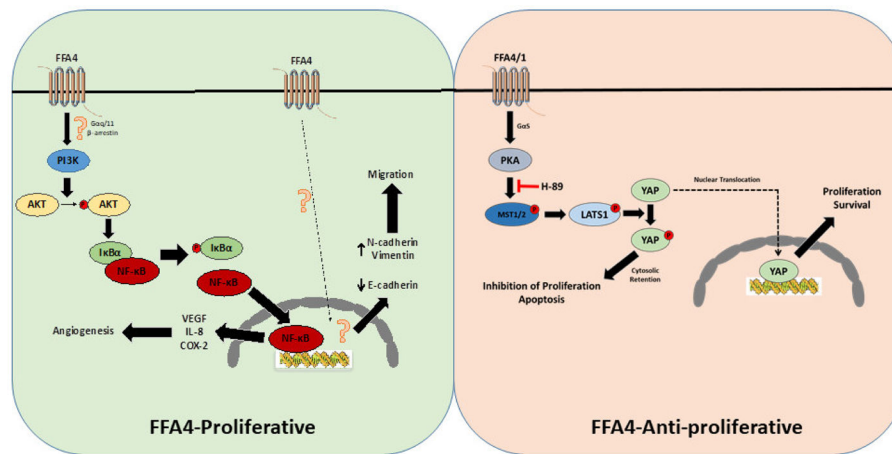 FFA4
?
Gαq/11
β-arrestin
PI3K
AKT
P
AKT
IκBα
NF-κB
P
IκBα
NF-κB
NF-κB
?
VEGF
IL-8
COX-2
Angiogenesis
FFA4
?
Migration
N-cadherin
Vimentin
E-cadherin
FFA4-Proliferative
FFA4/1
GαS
PKA
H-89
MST1/2
P
LATS1
P
YAP
YAP
P
Cytosolic
Retention
Inhibition of Proliferation
Apoptosis
Nuclear Translocation
YAP
Proliferation
Survival
FFA4-Anti-proliferative